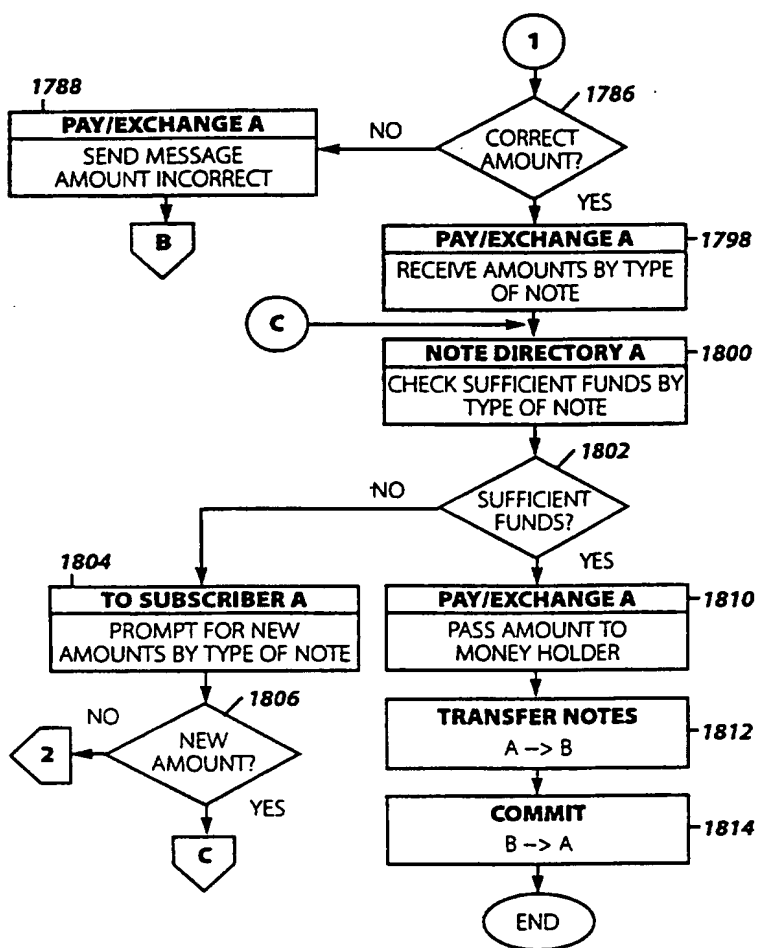 1
1788
1786
PAY/EXCHANGE A
SEND MESSAGE
AMOUNT INCORRECT
NO
CORRECT
AMOUNT?
YES
B
PAY/EXCHANGE A
1798
RECEIVE AMOUNTS BY TYPE
OF NOTE
C
NOTE DIRECTORY A
1800
CHECK SUFFICIENT FUNDS BY
TYPE OF NOTE
1802
NO
SUFFICIENT
FUNDS?
YES
1804
TO SUBSCRIBER A
PROMPT FOR NEW
AMOUNTS BY TYPE OF NOTE
PAY/EXCHANGE A
1810
PASS AMOUNT TO
MONEY HOLDER
1806
NO
2
NEW
AMOUNT?
YES
C
TRANSFER NOTES
A –> B
1812
COMMIT
B –> A
1814
END